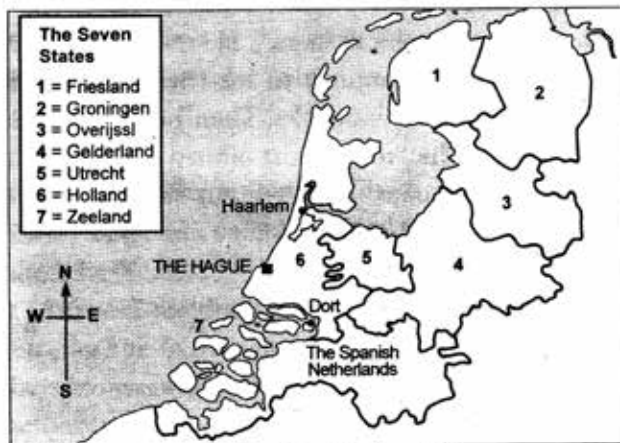 The Seven
States
1 = Friesland
2 = Groningen
3 = Overijssl
4 = Gelderland
5 = Utrecht
6 = Holland
7 = Zeeland
1
2
3
Haarlem
THE HAGUE
6
5
4
N
W
E
S
7
Dort
The Spanish
Netherlands